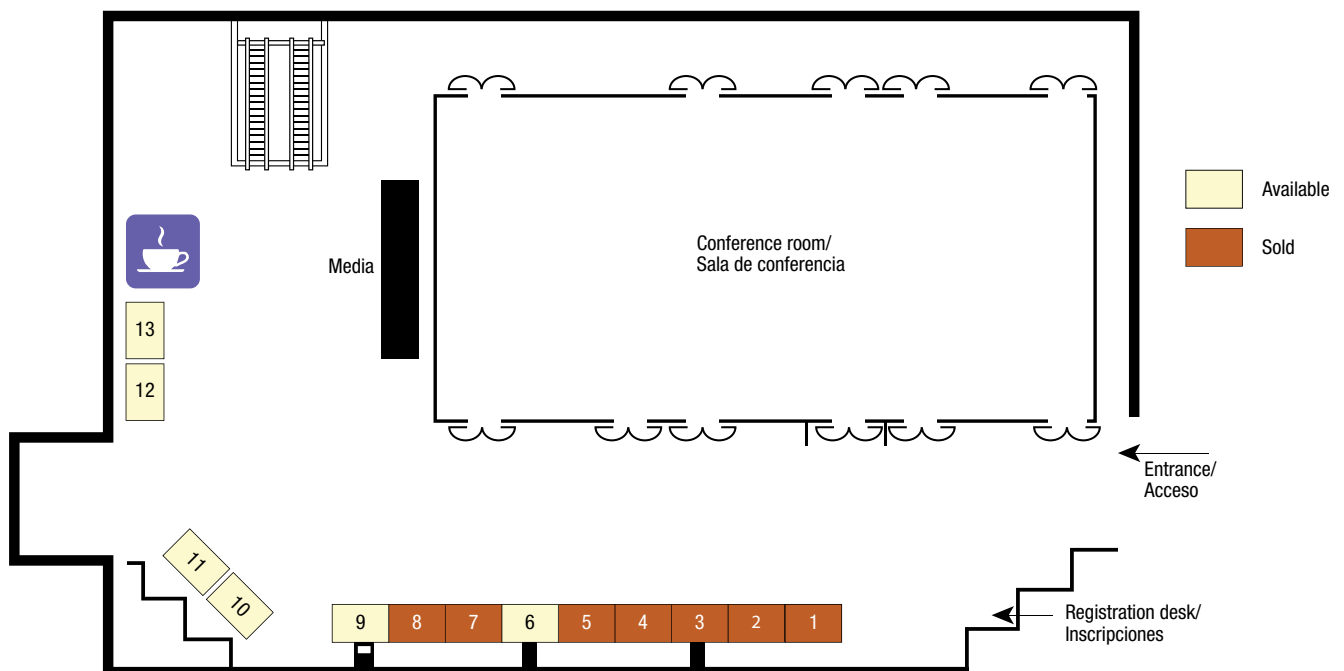 Available
Sold
Conference room/
Sala de conferencia
Media
13
12
Entrance/
Acceso
11
10
9 8 7 6 5 4 3 2 1
Registration desk/
Inscripciones